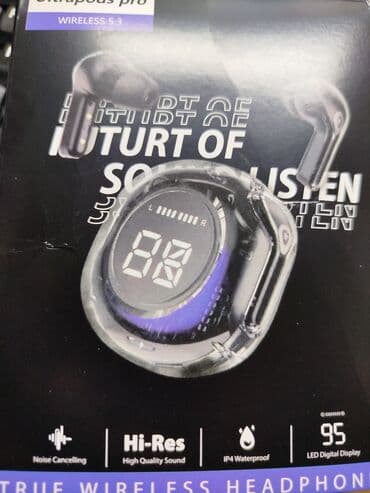 Ultrapods pro
WIRELESS 5.3
FUTURT OF
SO LISTEN
L R
88
Noise Cancelling
Hi-Res
High Quality Sound
IP4 Waterproof
95
LED Digital Display
TRUE WIRELESS HEADPHON